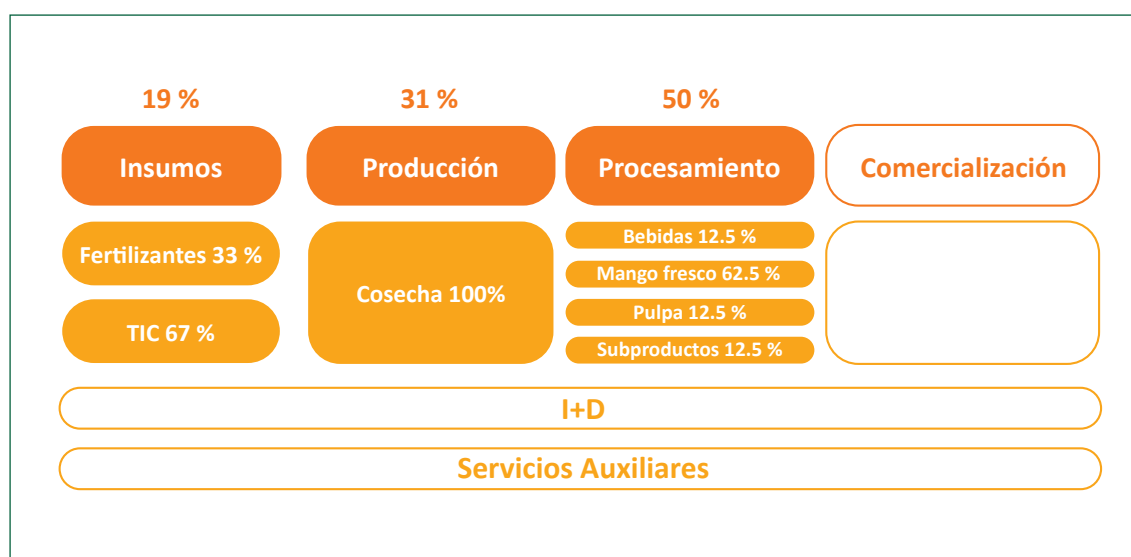 19 %
31 %
50 %
Insumos
Producción
Procesamiento
Comercialización
Fertilizantes 33 %
TIC 67 %
Cosecha 100%
Bebidas 12.5 %
Mango fresco 62.5 %
Pulpa 12.5 %
Subproductos 12.5 %
I+D
Servicios Auxiliares